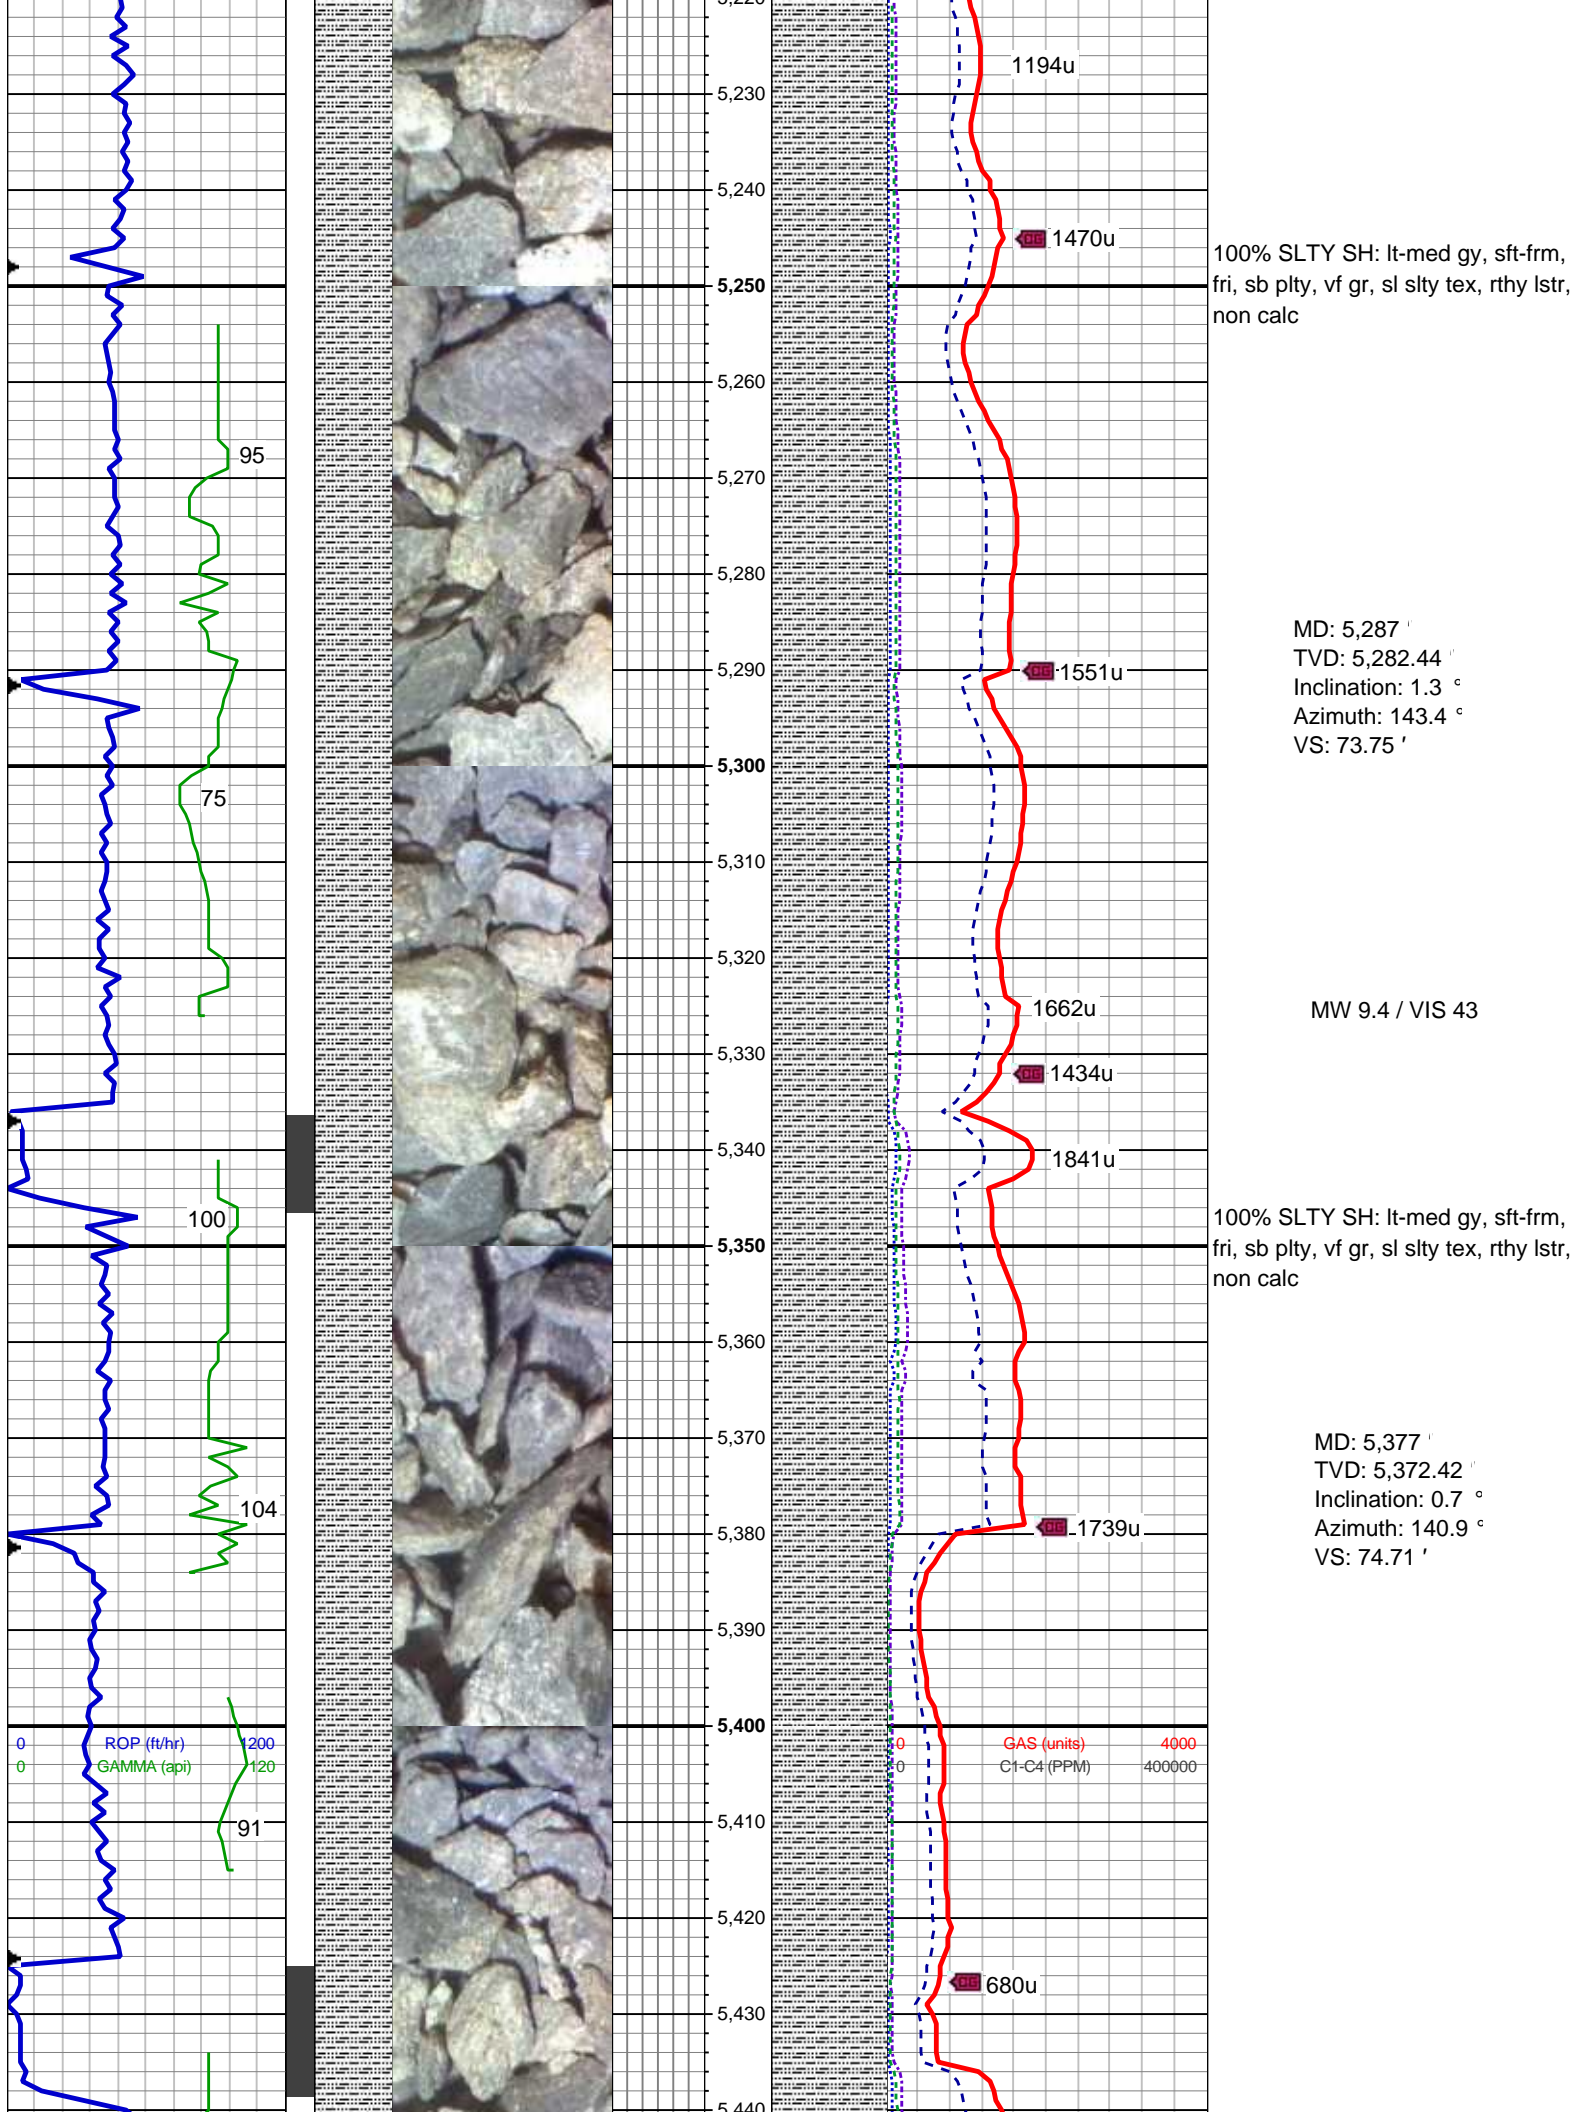 1194u
5,230
5,240
CG 1470u
100% SLTY SH: lt-med gy, sft-frm,
fri, sb plty, vf gr, sl slty tex, rthy lstr,
non calc
5,250
5,260
95
5,270
5,280
MD: 5,287 '
TVD: 5,282.44 '
Inclination: 1.3 °
Azimuth: 143.4 °
VS: 73.75 '
5,290
CG 1551u
5,300
75
5,310
5,320
1662u
MW 9.4 / VIS 43
5,330
CG 1434u
5,340
1841u
100
100% SLTY SH: lt-med gy, sft-frm,
fri, sb plty, vf gr, sl slty tex, rthy lstr,
non calc
5,350
5,360
5,370
MD: 5,377 '
TVD: 5,372.42 '
Inclination: 0.7 °
Azimuth: 140.9 °
VS: 74.71 '
104
5,380
CG 1739u
5,390
5,400
0 ROP (ft/hr) 1200
0 GAMMA (api) 120
0 GAS (units) 4000
0 C1-C4 (PPM) 400000
5,410
91
5,420
CG 680u
5,430
5,440